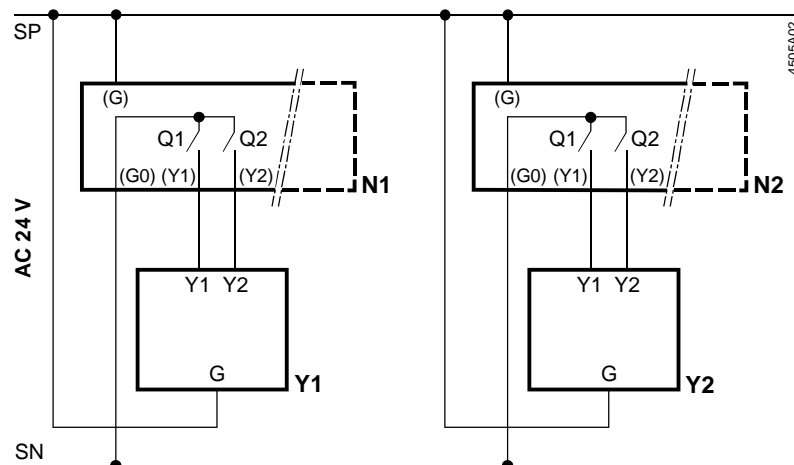 SP
4505A02
(G)
(G)
Q1 Q2
Q1 Q2
(G0) (Y1) (Y2)
N1
(G0) (Y1) (Y2)
N2
AC 24 V
Y1 Y2
Y1 Y2
G
Y1
G
Y2
SN